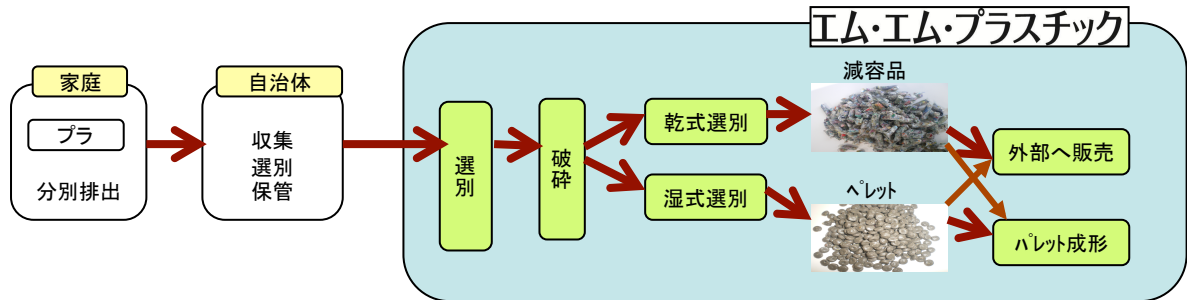 エム･エム･プラスチック
家庭
プラ
分別排出
自治体
収集
選別
保管
選別
破砕
乾式選別
湿式選別
減容品
ﾍﾟﾚｯﾄ
外部へ販売
ﾊﾟﾚｯﾄ成形